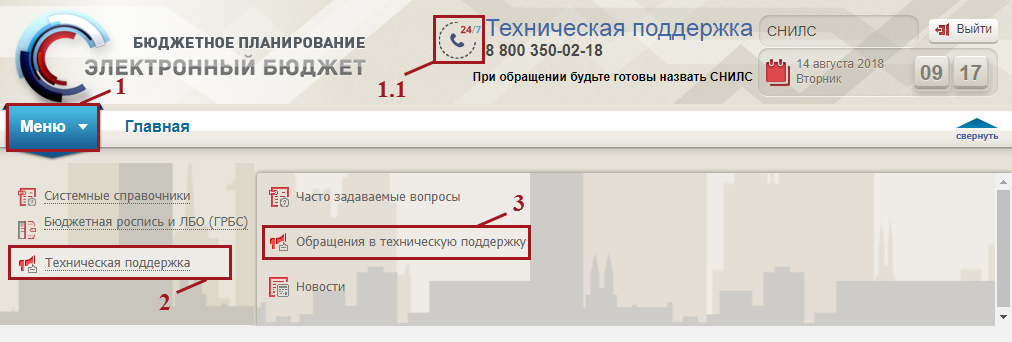 БЮДЖЕТНОЕ ПЛАНИРОВАНИЕ
ЭЛЕКТРОННЫЙ БЮДЖЕТ
24/7
Техническая поддержка
8 800 350-02-18
При обращении будьте готовы назвать СНИЛС
СНИЛС
Выйти
14 августа 2018
Вторник
09 17
1
1.1
Меню
Главная
свернуть
Системные справочники
Бюджетная роспись и ЛБО (ГРБС)
Техническая поддержка
2
Часто задаваемые вопросы
3
Обращения в техническую поддержку
Новости